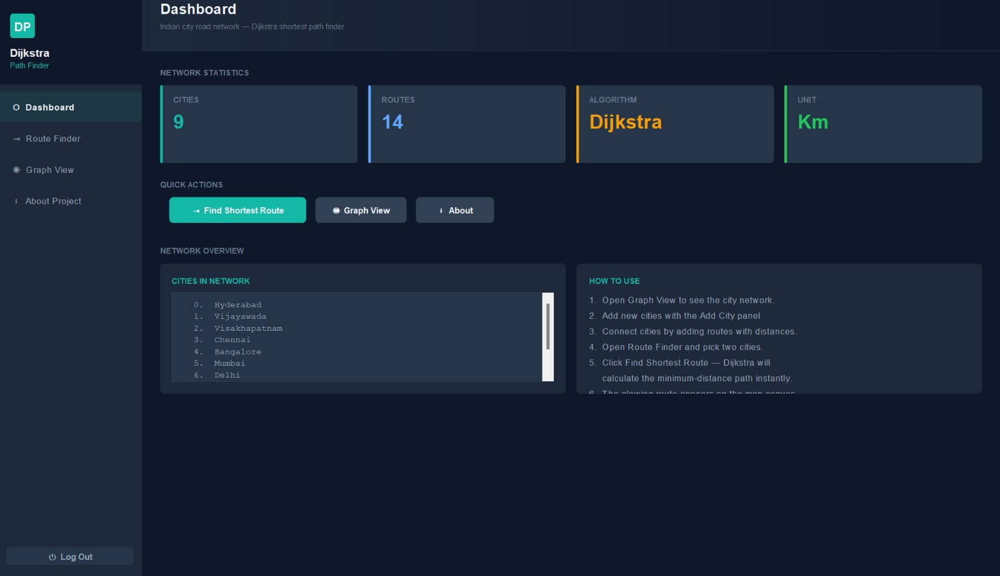 DP
Dijkstra
Path Finder
Dashboard
Route Finder
Graph View
i About Project
Log Out
Dashboard
Indian city road network — Dijkstra shortest path finder
NETWORK STATISTICS
CITIES
9
ROUTES
14
ALGORITHM
Dijkstra
UNIT
Km
QUICK ACTIONS
Find Shortest Route
Graph View
i About
NETWORK OVERVIEW
CITIES IN NETWORK
0. Hyderabad
1. Vijayawada
2. Visakhapatnam
3. Chennai
4. Bangalore
5. Mumbai
6. Delhi
HOW TO USE
1. Open Graph View to see the city network.
2. Add new cities with the Add City panel.
3. Connect cities by adding routes with distances.
4. Open Route Finder and pick two cities.
5. Click Find Shortest Route — Dijkstra will
calculate the minimum-distance path instantly.
6. The glowing route appears on the map canvas.